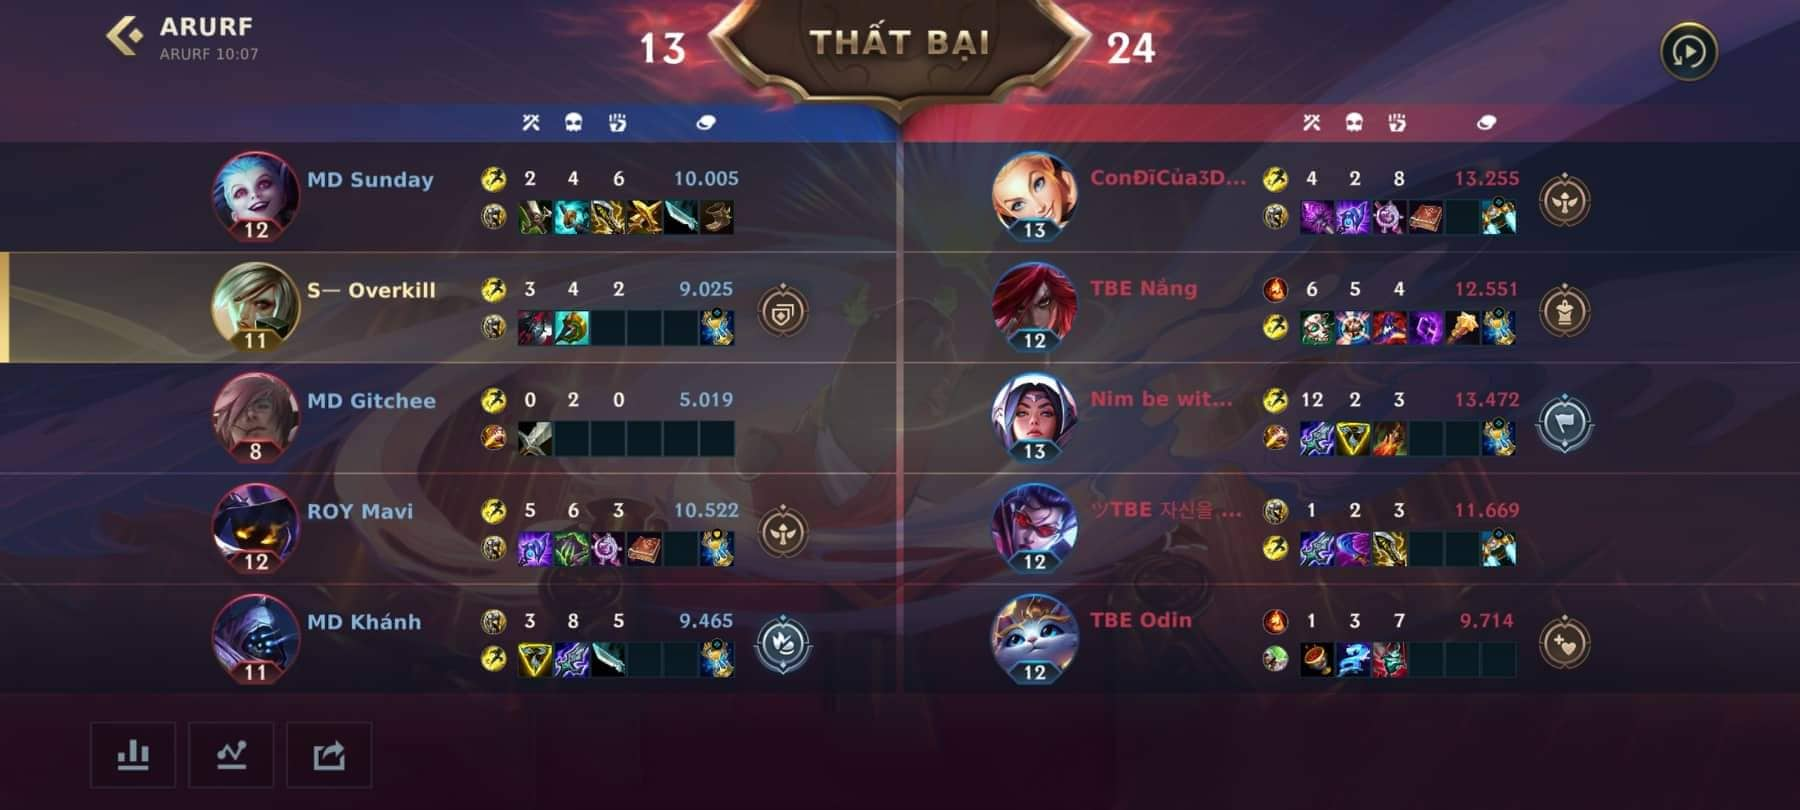 ARURF
ARURF 10:07
13 THẤT BẠI 24
MD Sunday 2 4 6 10.005
12
S— Overkill 3 4 2 9.025
11
MD Gitchee 0 2 0 5.019
8
ROY Mavi 5 6 3 10.522
12
MD Khánh 3 8 5 9.465
11
ConĐĩCủa3D... 4 2 8 13.255
13
TBE Nắng 6 5 4 12.551
12
Nim be wit... 12 2 3 13.472
13
ツTBE 자신을 ... 1 2 3 11.669
12
TBE Odin 1 3 7 9.714
12